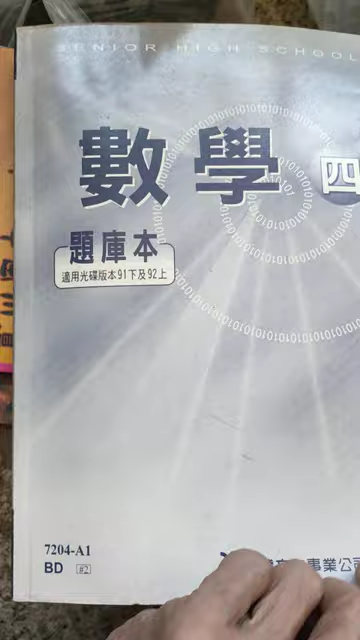 SENIOR HIGH SCHOOL
數學 四
題庫本
適用光碟版本91下及92上
7204-A1
BD #2
事業公司